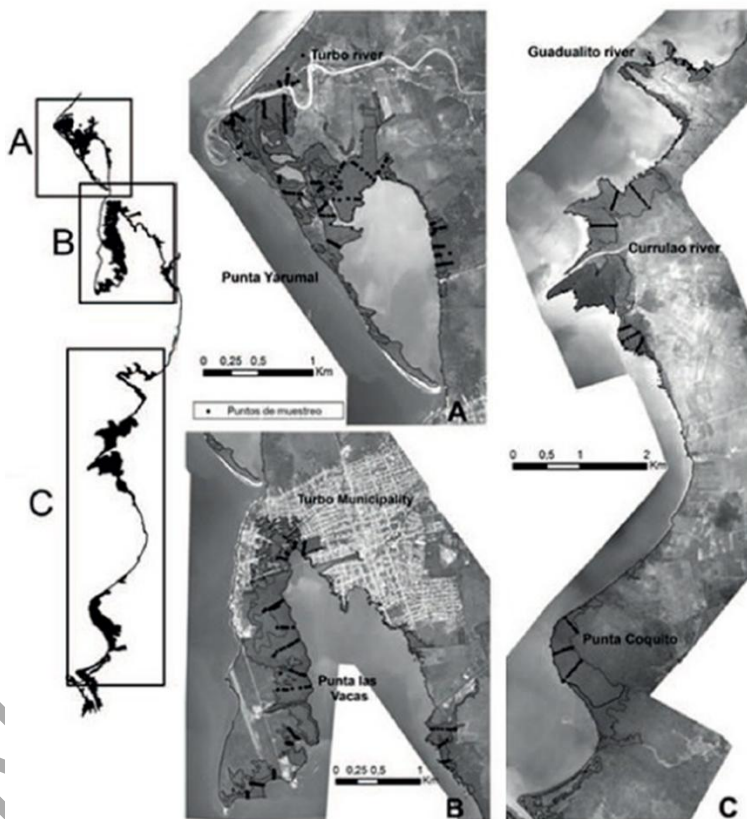 A
B
C
Turbo river
Punta Yarumal
0 0,25 0,5 1
Km
• Puntos de muestreo
A
Turbo Municipality
Punta las
Vacas
0 0,25 0,5 1
Km
B
Guadualito river
Currulao river
0 0,5 1 2
Km
Punta Coquito
C